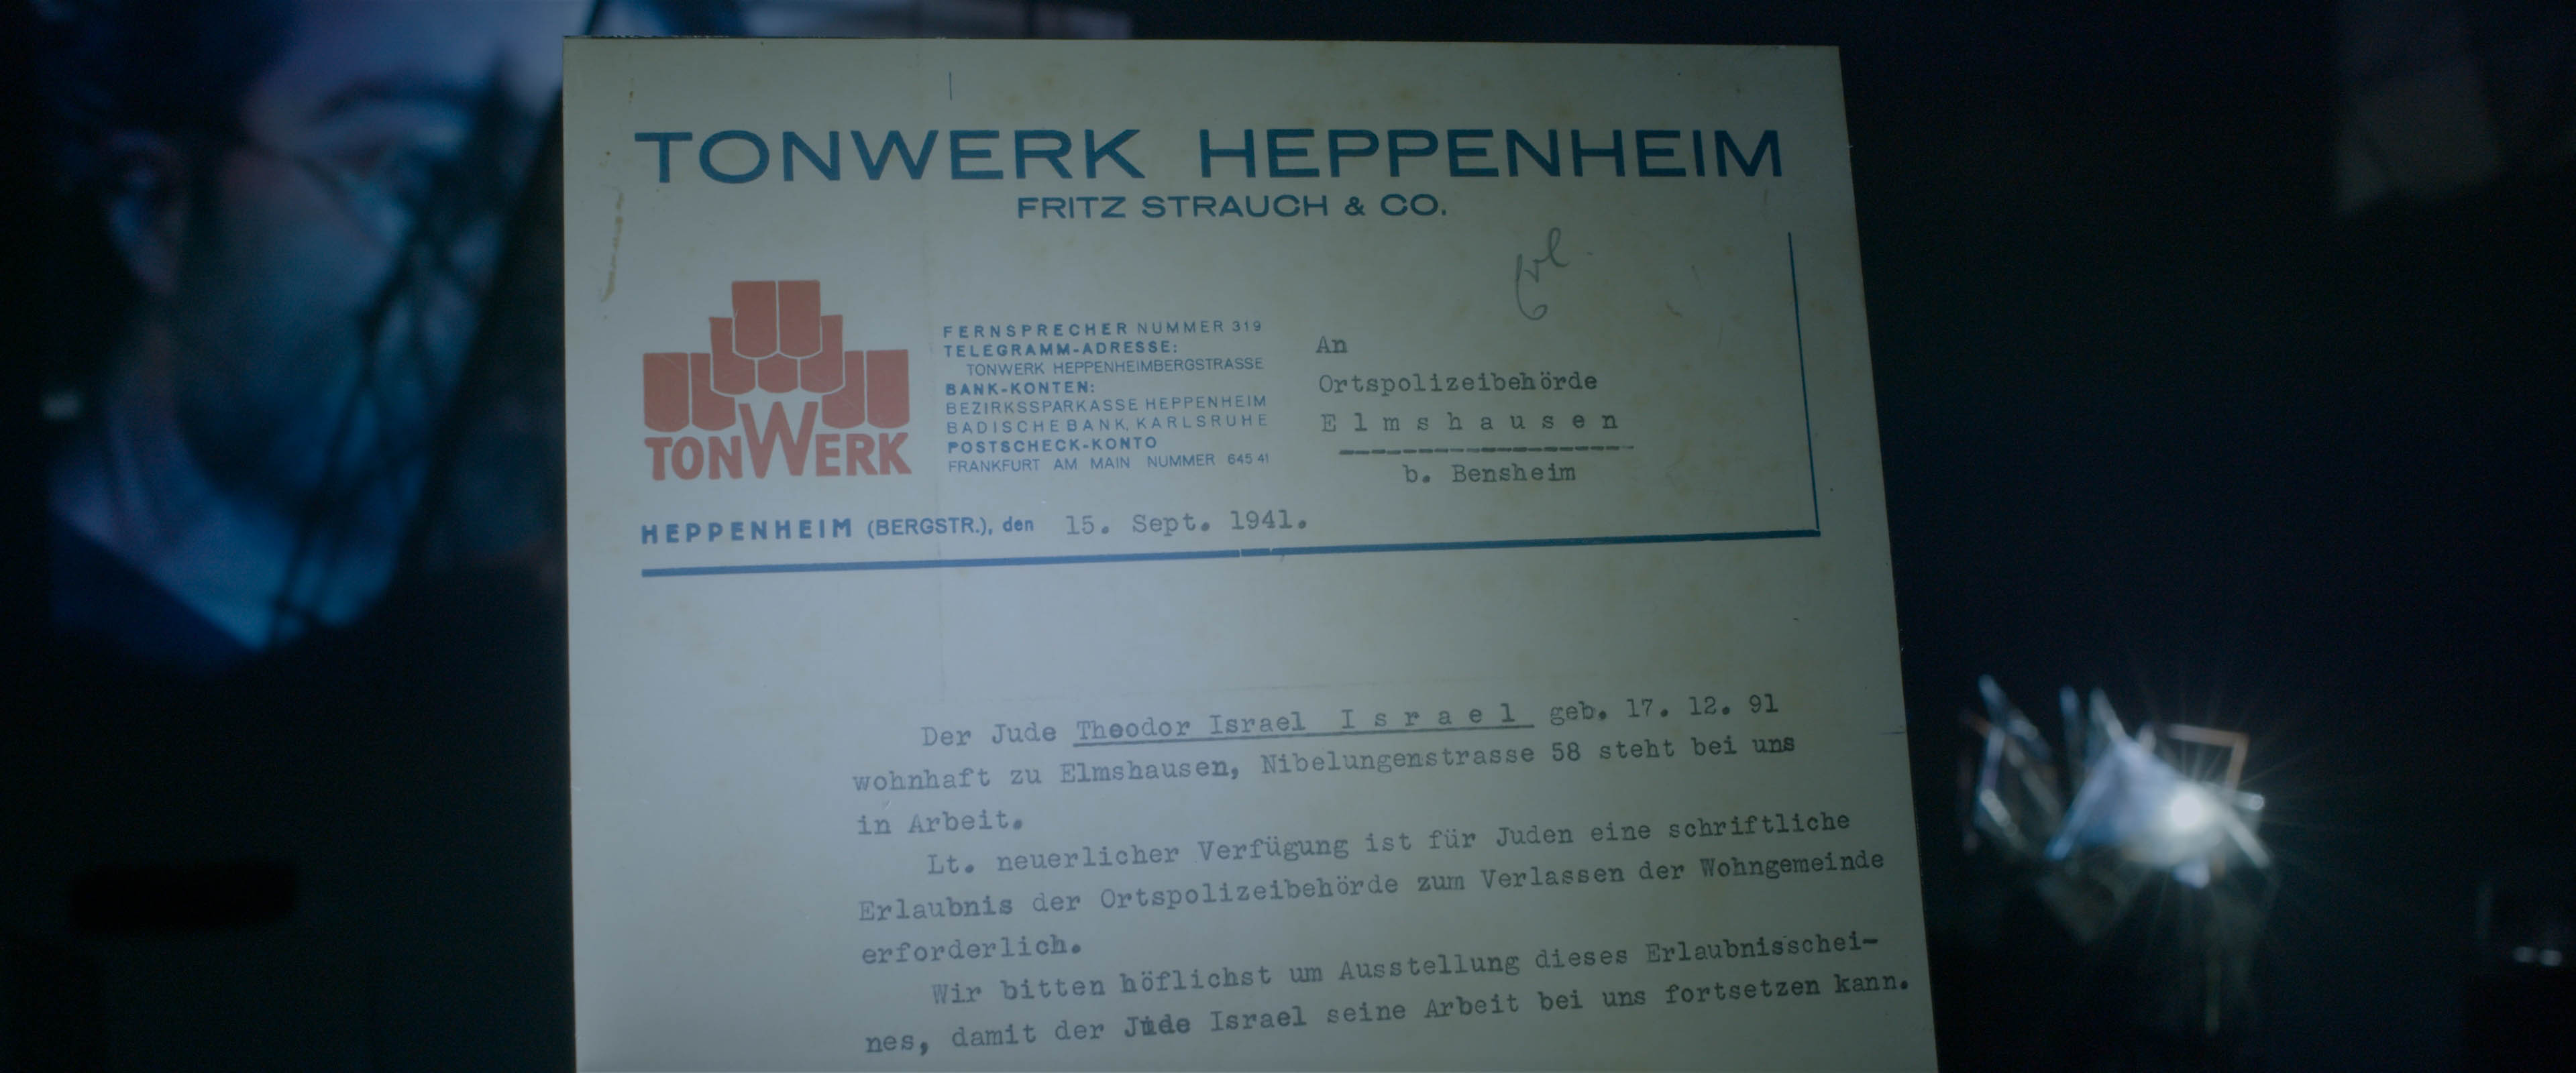 TONWERK HEPPENHEIM
FRITZ STRAUCH & CO.
TONWERK
FERNSPRECHER NUMMER 319
TELEGRAMM-ADRESSE:
TONWERK HEPPENHEIMBERGSTRASSE
BANK-KONTEN:
BEZIRKSSPARKASSE HEPPENHEIM
BADISCHE BANK, KARLSRUHE
POSTSCHECK-KONTO
FRANKFURT AM MAIN NUMMER 645 41
An
Ortspolizeibehörde
E l m s h a u s e n
b. Bensheim
HEPPENHEIM (BERGSTR.), den 15. Sept. 1941.
Der Jude Theodor Israel I s r a e l geb. 17. 12. 91
wohnhaft zu Elmshausen, Nibelungenstrasse 58 steht bei uns
in Arbeit.
Lt. neuerlicher Verfügung ist für Juden eine schriftliche
Erlaubnis der Ortspolizeibehörde zum Verlassen der Wohngemeinde
erforderlich.
Wir bitten höflichst um Ausstellung dieses Erlaubnisschei-
nes, damit der Jude Israel seine Arbeit bei uns fortsetzen kann.